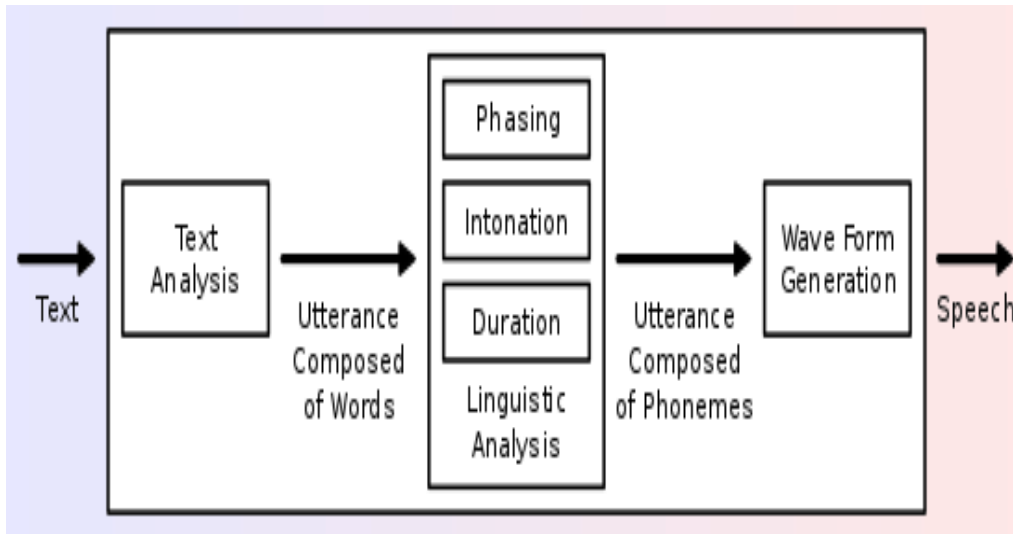 Text
Text
Analysis
Utterance
Composed
of Words
Phasing
Intonation
Duration
Linguistic
Analysis
Utterance
Composed
of Phonemes
Wave Form
Generation
Speech